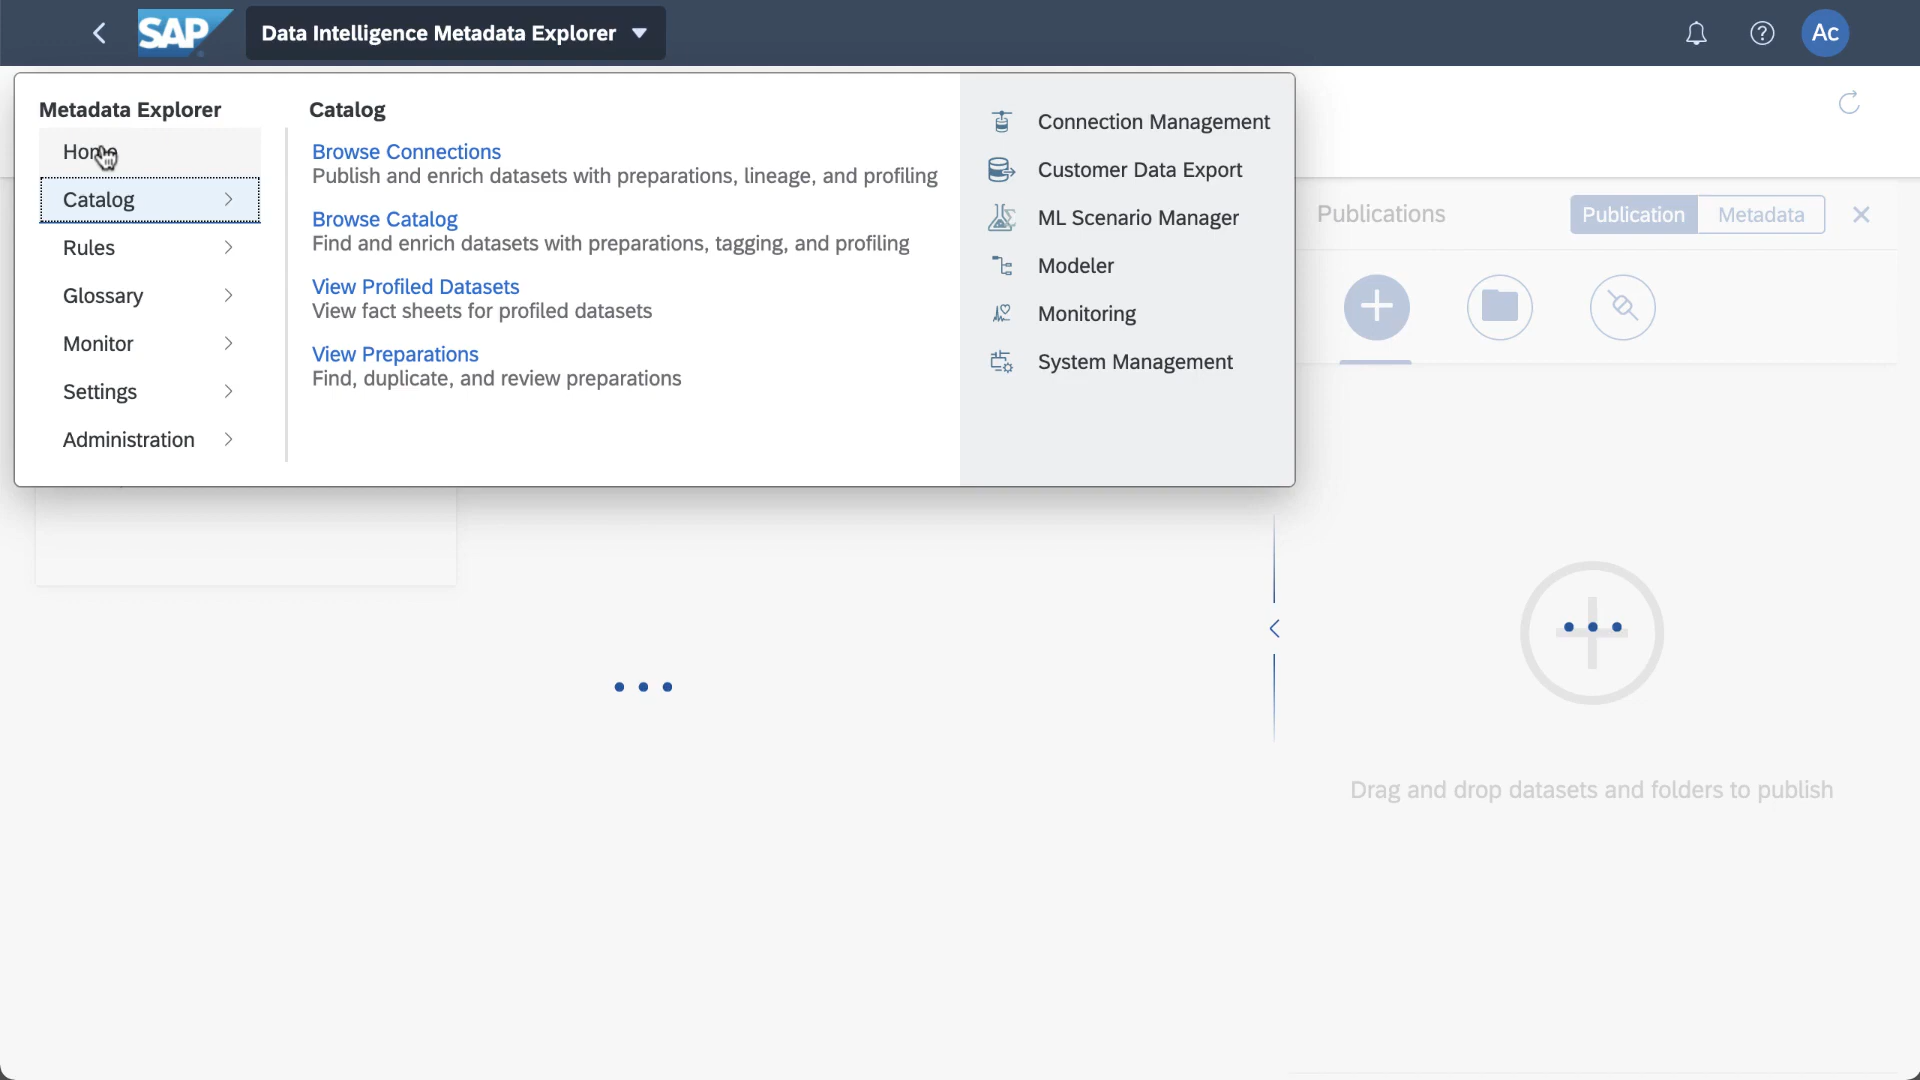 SAP
Data Intelligence Metadata Explorer
Ac
Metadata Explorer
Home
Catalog
Rules
Glossary
Monitor
Settings
Administration
Catalog
Browse Connections
Publish and enrich datasets with preparations, lineage, and profiling
Browse Catalog
Find and enrich datasets with preparations, tagging, and profiling
View Profiled Datasets
View fact sheets for profiled datasets
View Preparations
Find, duplicate, and review preparations
Connection Management
Customer Data Export
ML Scenario Manager
Modeler
Monitoring
System Management
Publications
Publication
Metadata
Drag and drop datasets and folders to publish